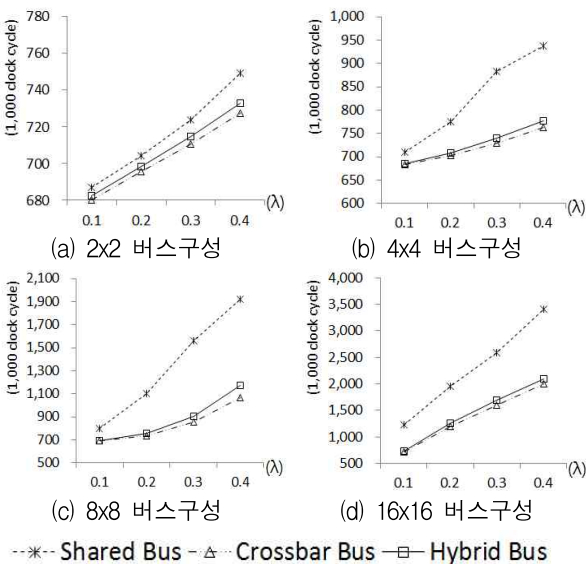 (1,000 clock cycle)
780
760
740
720
700
680
0.1 0.2 0.3 0.4
(λ)
(a) 2x2 버스구성
(1,000 clock cycle)
1,000
950
900
850
800
750
700
650
600
0.1 0.2 0.3 0.4
(λ)
(b) 4x4 버스구성
(1,000 clock cycle)
2,100
1,900
1,700
1,500
1,300
1,100
900
700
500
0.1 0.2 0.3 0.4
(λ)
(c) 8x8 버스구성
(1,000 clock cycle)
4,000
3,500
3,000
2,500
2,000
1,500
1,000
500
0.1 0.2 0.3 0.4
(λ)
(d) 16x16 버스구성
Shared Bus Crossbar Bus Hybrid Bus